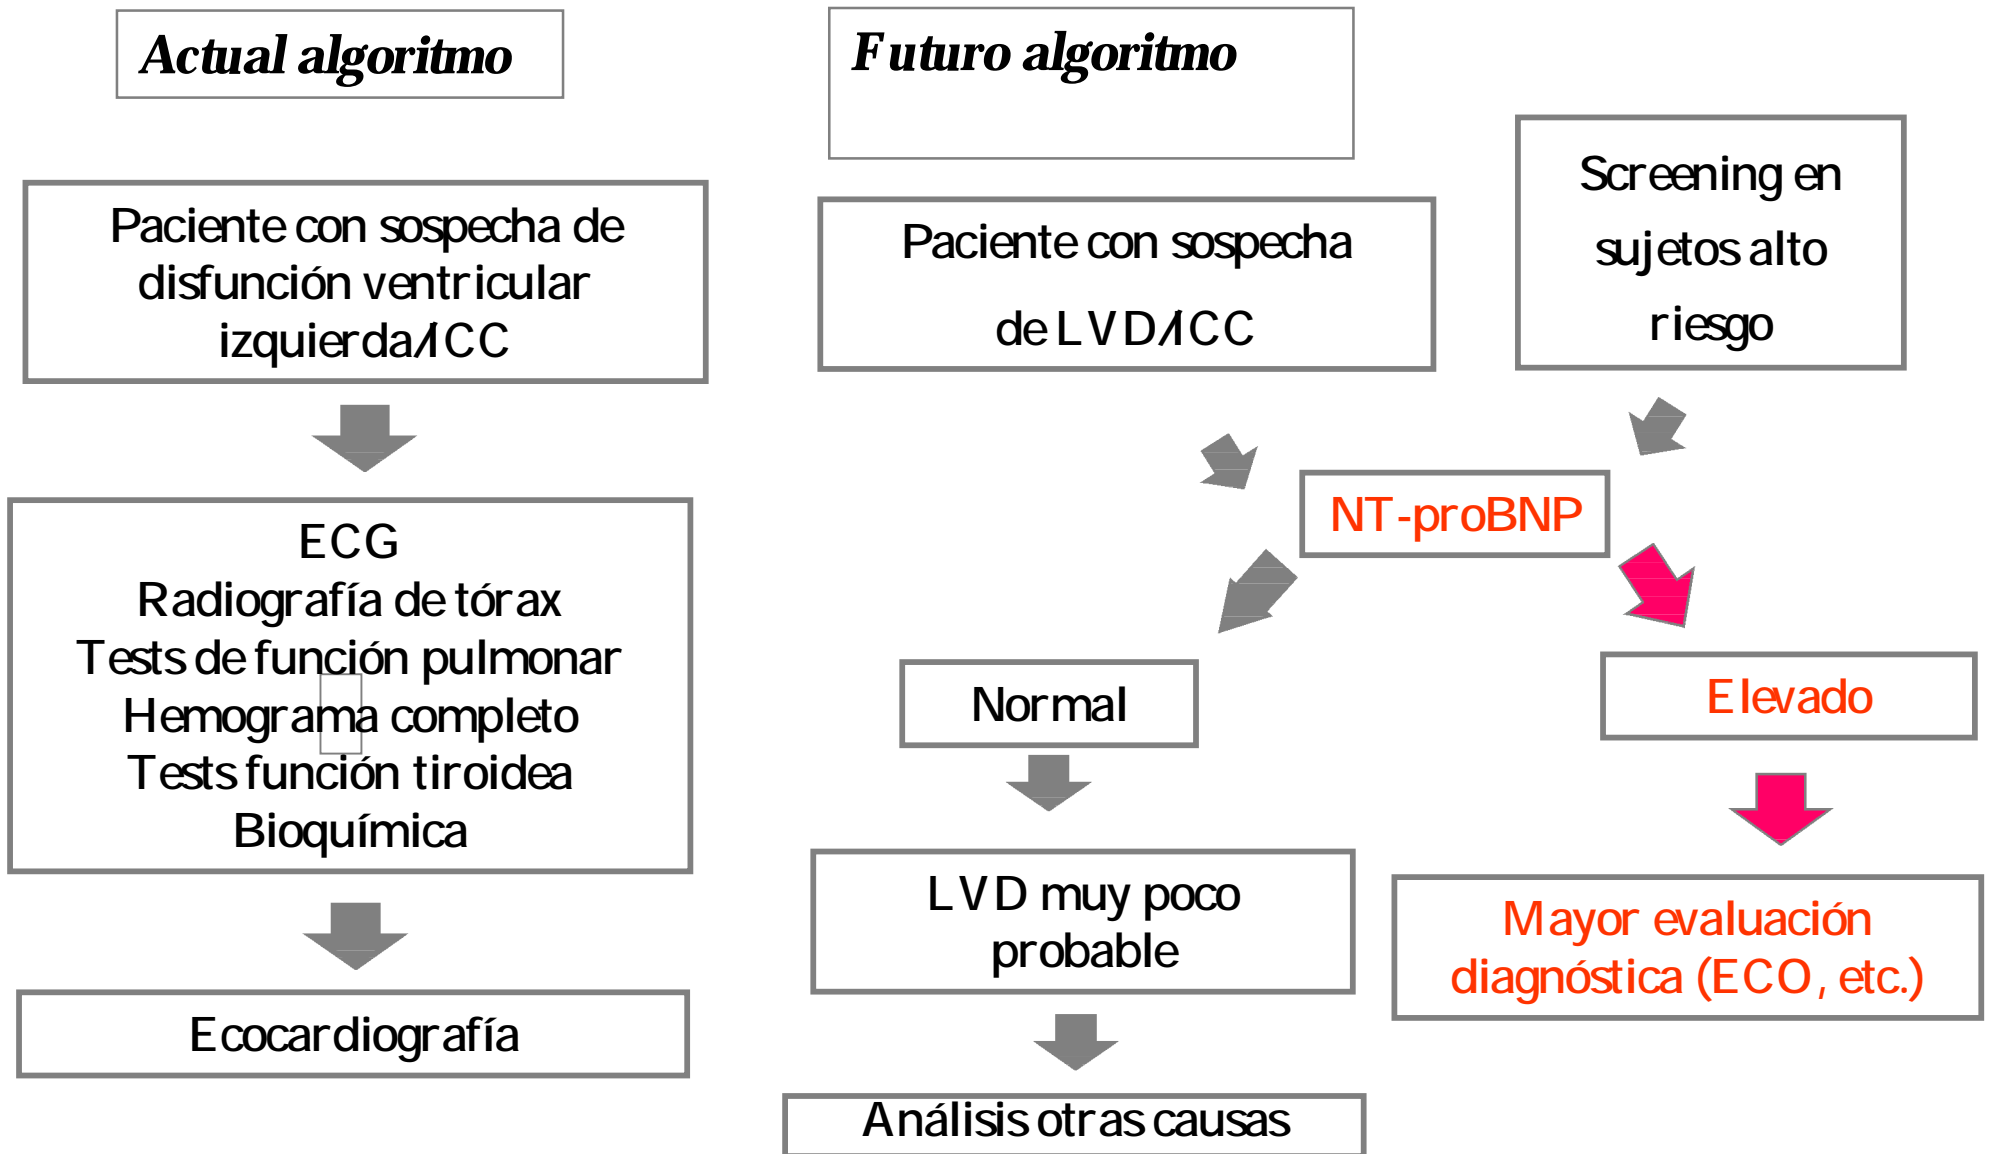 Actual algoritmo
Paciente con sospecha de
disfunción ventricular
izquierda/ICC
ECG
Radiografía de tórax
Tests de función pulmonar
Hemograma completo
Tests función tiroidea
Bioquímica
Ecocardiografía
Futuro algoritmo
Paciente con sospecha
de LVD/ICC
Screening en
sujetos alto
riesgo
NT-proBNP
Normal
Elevado
LVD muy poco
probable
Mayor evaluación
diagnóstica (ECO, etc.)
Análisis otras causas